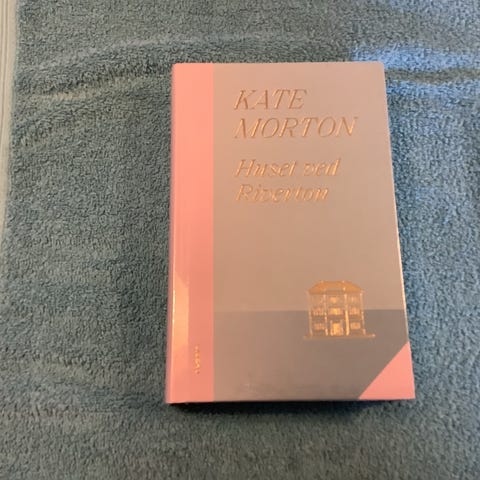 KATE
MORTON
Huset ved
Riverton